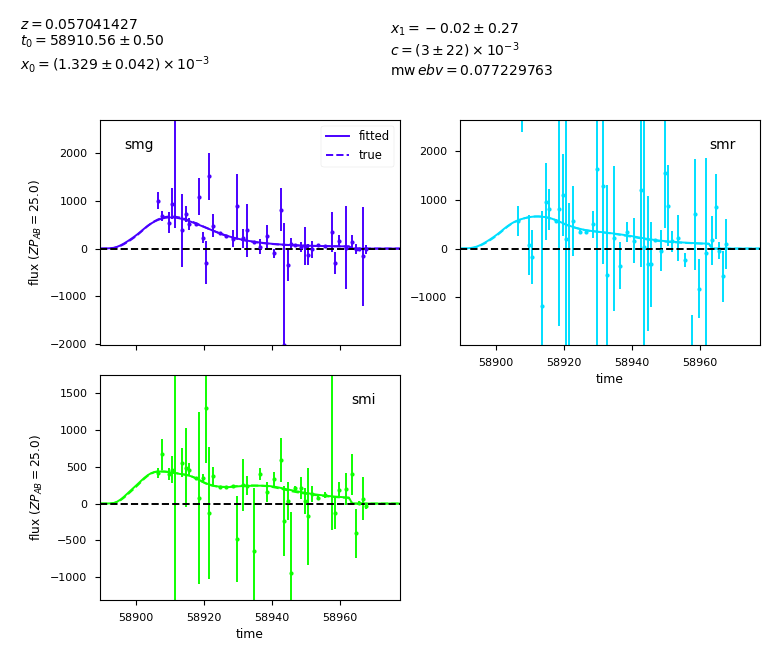 z = 0.057041427
t₀ = 58910.56 ± 0.50
x₀ = (1.329 ± 0.042) × 10⁻³
x₁ = −0.02 ± 0.27
c = (3 ± 22) × 10⁻³
mw ebv = 0.077229763
smg
fitted
true
2000
1000
0
−1000
−2000
flux (ZP_AB = 25.0)
smr
2000
1000
0
−1000
58900 58920 58940 58960
time
smi
1500
1000
500
0
−500
−1000
flux (ZP_AB = 25.0)
58900 58920 58940 58960
time